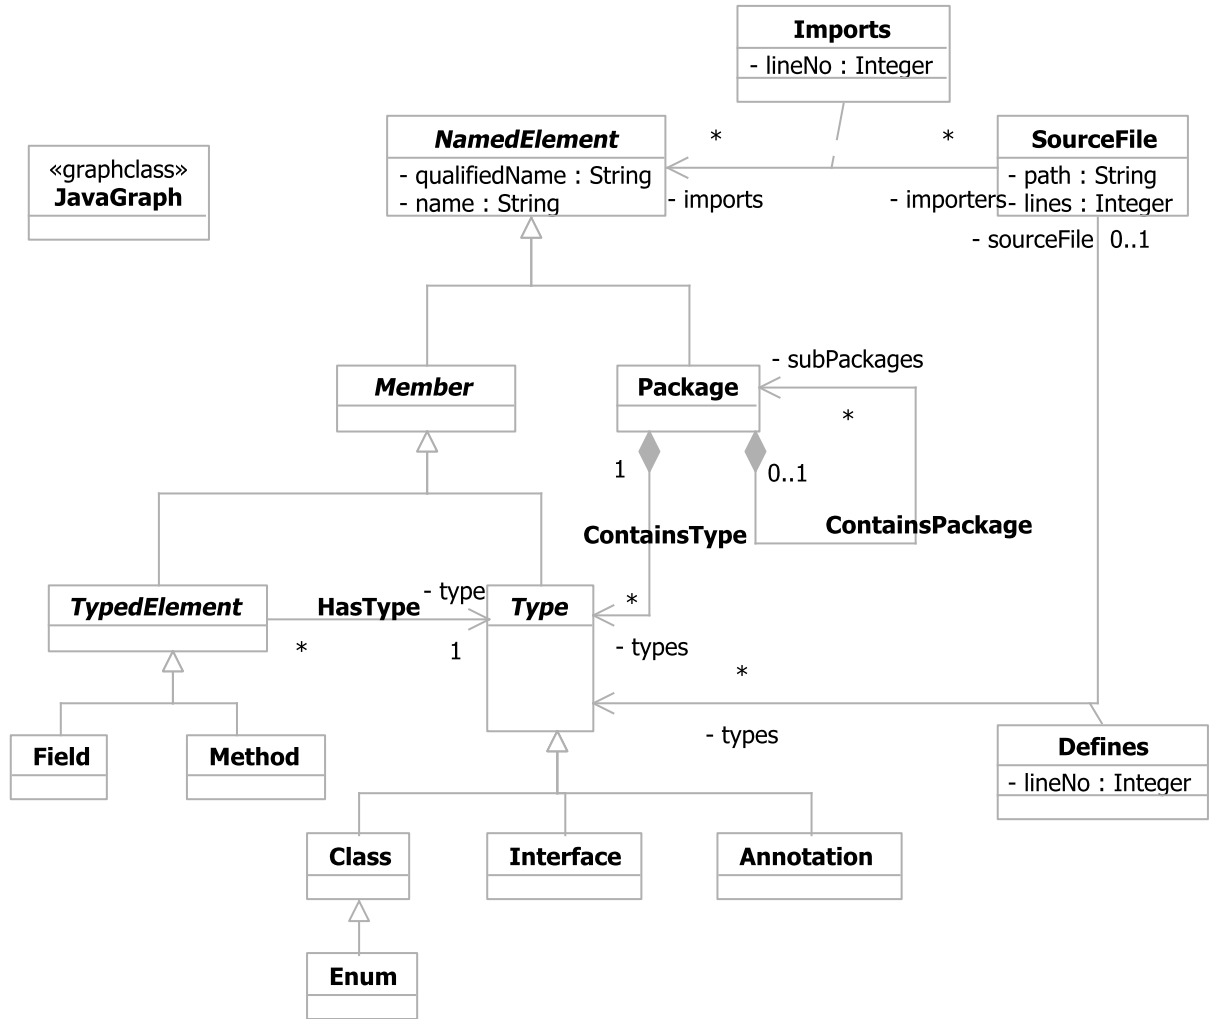 Imports
- lineNo : Integer
NamedElement
- qualifiedName : String
- name : String
*
*
- imports
- importers
SourceFile
- path : String
- lines : Integer
- sourceFile
0..1
«graphclass»
JavaGraph
Member
Package
- subPackages
*
1
0..1
ContainsType
ContainsPackage
TypedElement
HasType
- type
*
1
Type
*
- types
*
- types
Field
Method
Defines
- lineNo : Integer
Class
Interface
Annotation
Enum